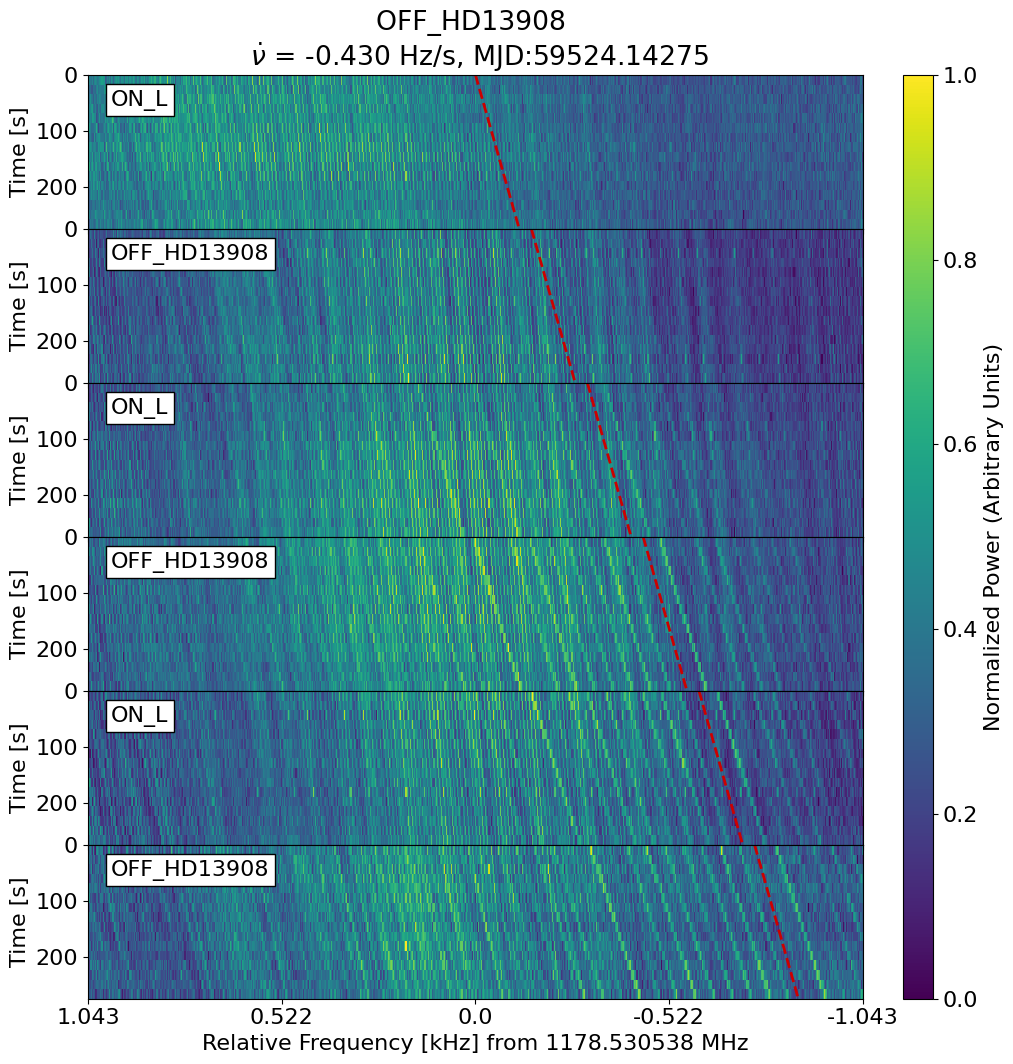 OFF_HD13908
ν̇ = -0.430 Hz/s, MJD:59524.14275
0
ON_L
100
Time [s]
200
0
OFF_HD13908
100
Time [s]
200
0
ON_L
100
Time [s]
200
0
OFF_HD13908
100
Time [s]
200
0
ON_L
100
Time [s]
200
0
OFF_HD13908
100
Time [s]
200
1.043 0.522 0.0 -0.522 -1.043
Relative Frequency [kHz] from 1178.530538 MHz
1.0
0.8
0.6
0.4
0.2
0.0
Normalized Power (Arbitrary Units)